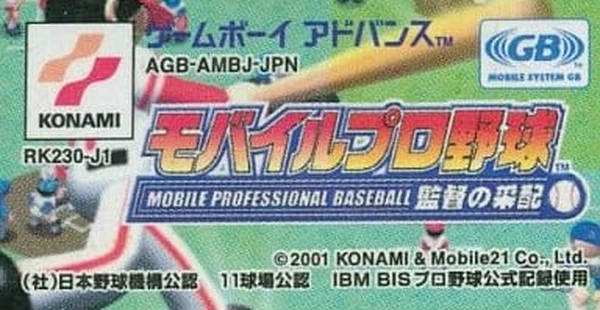 ゲームボーイ アドバンス™
AGB-AMBJ-JPN
GB™
MOBILE SYSTEM GB
KONAMI
RK230-J1
モバイルプロ野球™
MOBILE PROFESSIONAL BASEBALL 監督の采配
©2001 KONAMI & Mobile21 Co., Ltd.
(社)日本野球機構公認 11球場公認 IBM BISプロ野球公式記録使用